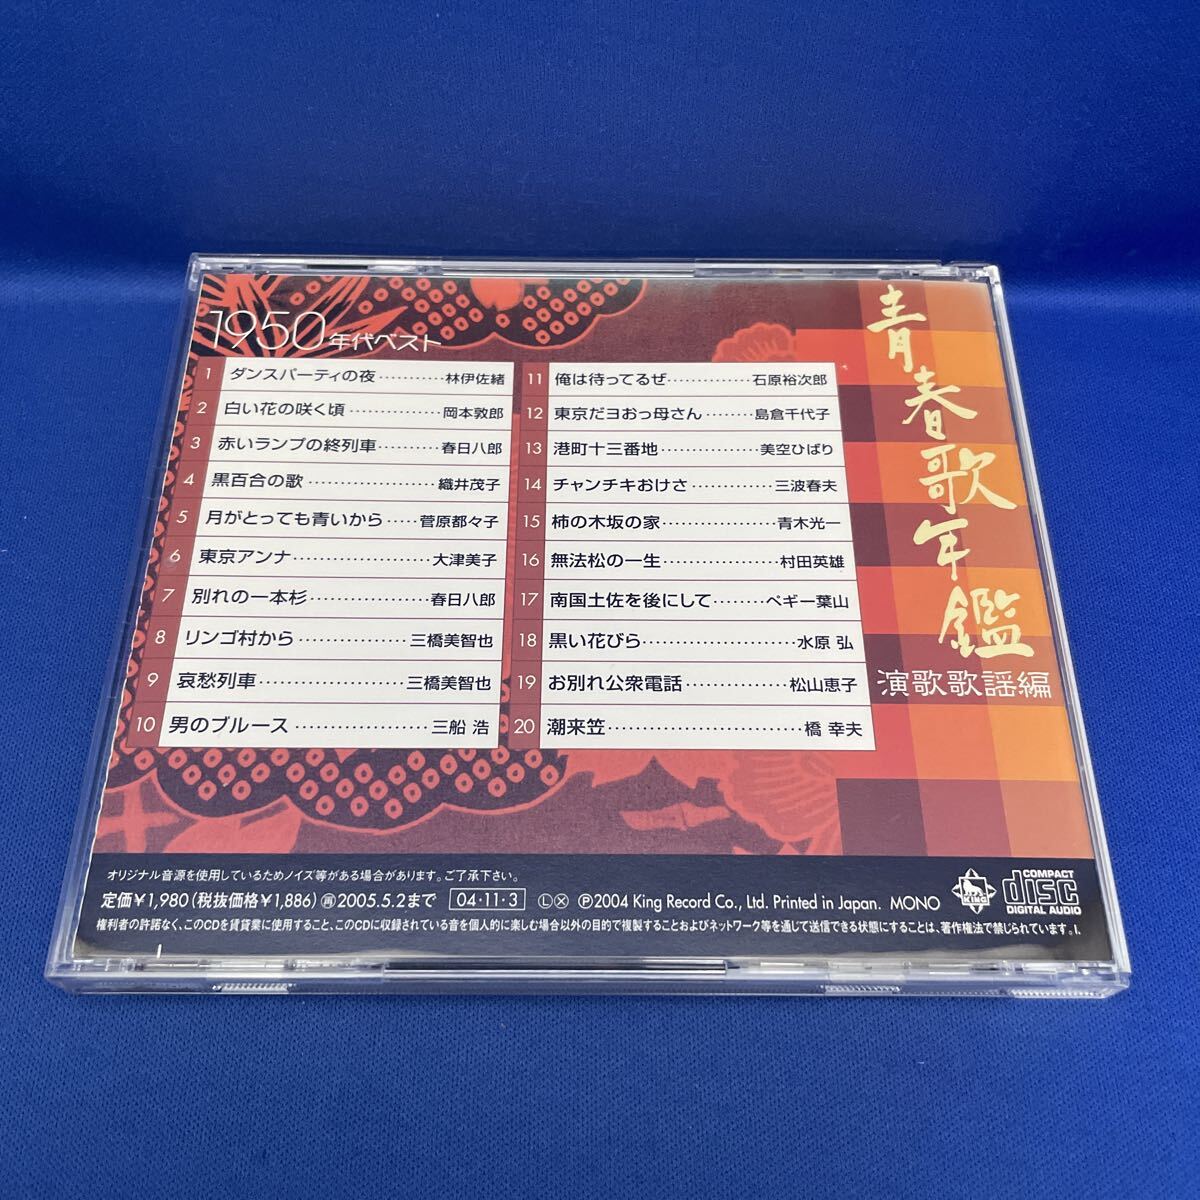 1950年代ベスト
1 ダンスパーティの夜………林伊佐緒
2 白い花の咲く頃………岡本敦郎
3 赤いランプの終列車………春日八郎
4 黒百合の歌………織井茂子
5 月がとっても青いから……菅原都々子
6 東京アンナ………大津美子
7 別れの一本杉………春日八郎
8 リンゴ村から………三橋美智也
9 哀愁列車………三橋美智也
10 男のブルース………三船 浩
11 俺は待ってるぜ………石原裕次郎
12 東京だヨおっ母さん………島倉千代子
13 港町十三番地………美空ひばり
14 チャンチキおけさ………三波春夫
15 柿の木坂の家………青木光一
16 無法松の一生………村田英雄
17 南国土佐を後にして………ペギー葉山
18 黒い花びら………水原 弘
19 お別れ公衆電話………松山恵子
20 潮来笠………橋 幸夫
青春歌年鑑
演歌歌謡編
オリジナル音源を使用しているためノイズ等がある場合があります。ご了承下さい。
定価¥1,980(税抜価格¥1,886) 再 2005.5.2まで 04・11・3 Ⓛ Ⓧ Ⓟ2004 King Record Co., Ltd. Printed in Japan. MONO
KING
COMPACT
disc
DIGITAL AUDIO
権利者の許諾なく、このCDを賃貸業に使用すること、このCDに収録されている音を個人的に楽しむ場合以外の目的で複製することおよびネットワーク等を通じて送信できる状態にすることは、著作権法で禁じられています。I.